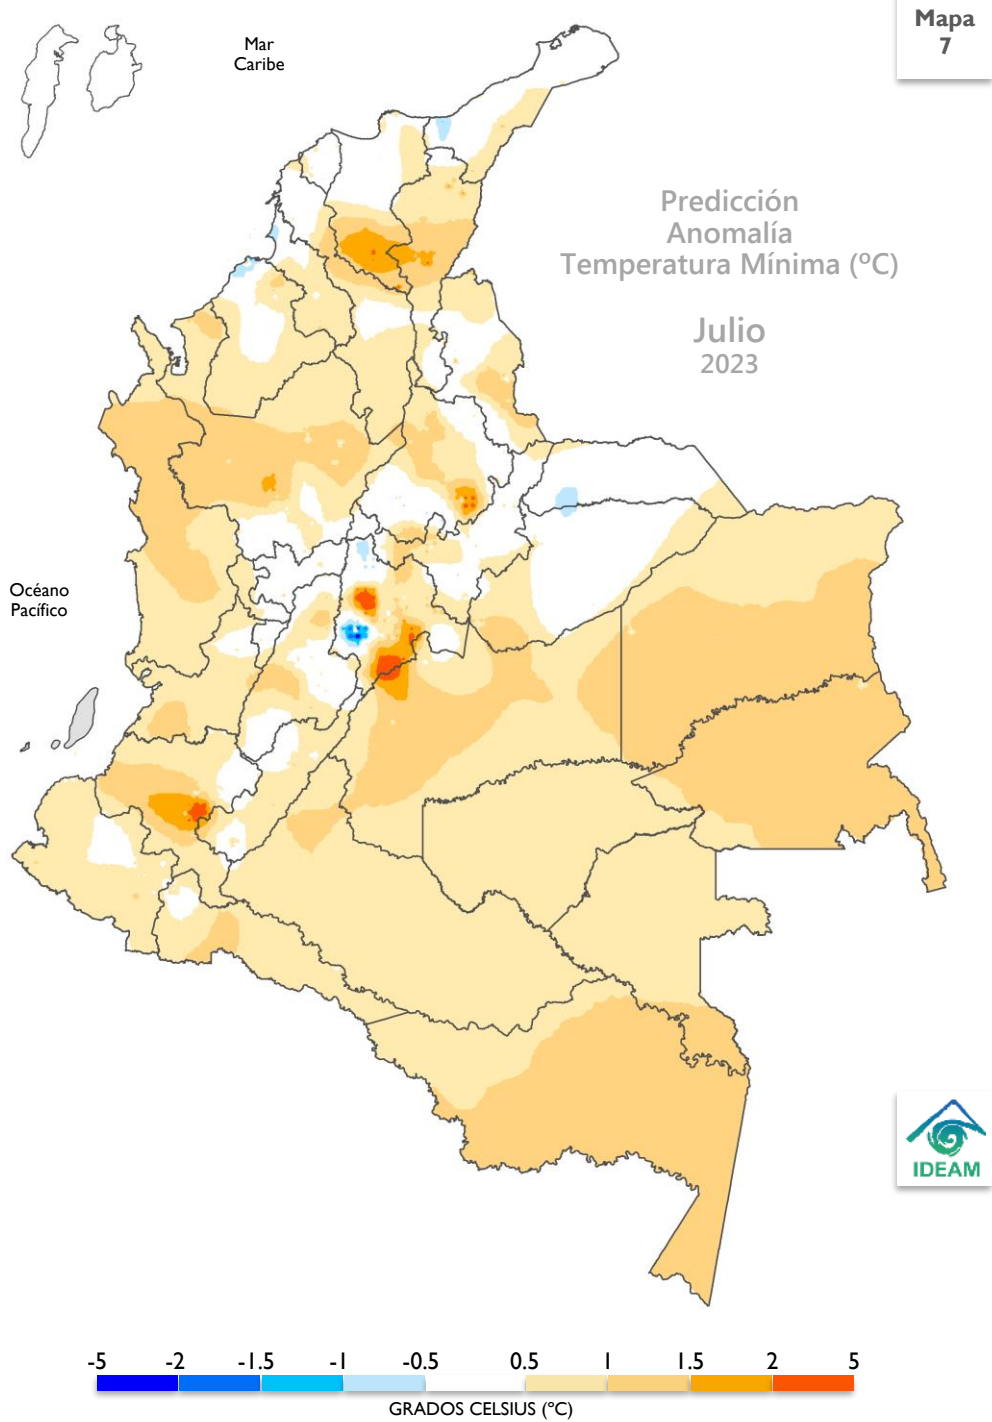 Mapa
7
Mar
Caribe
Predicción
Anomalía
Temperatura Mínima (ºC)
Julio
2023
Océano
Pacífico
IDEAM
-5 -2 -1.5 -1 -0.5 0.5 1 1.5 2 5
GRADOS CELSIUS (ºC)